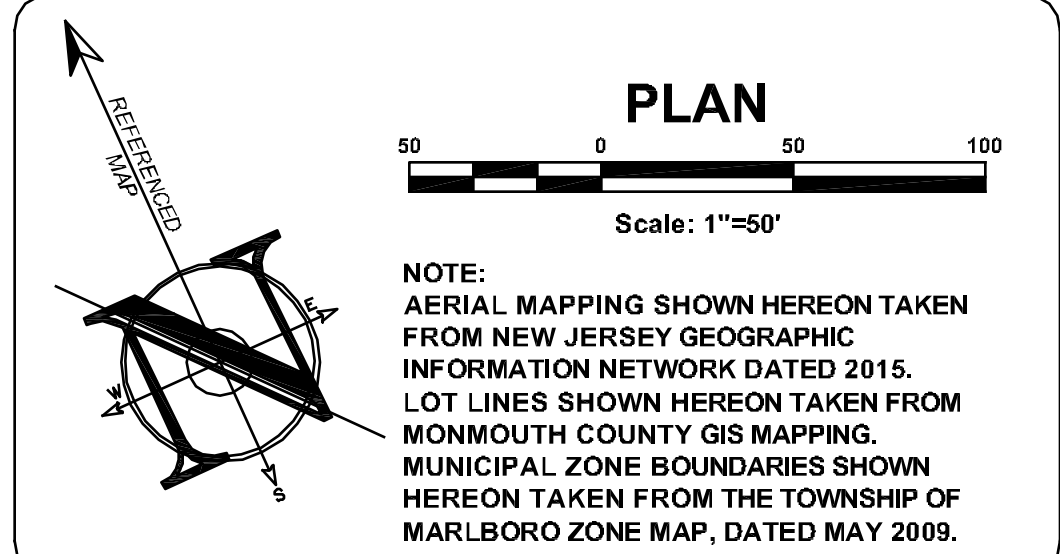 REFERENCED
MAP
N
E
W
S
PLAN
50 0 50 100
Scale: 1"=50'
NOTE:
AERIAL MAPPING SHOWN HEREON TAKEN
FROM NEW JERSEY GEOGRAPHIC
INFORMATION NETWORK DATED 2015.
LOT LINES SHOWN HEREON TAKEN FROM
MONMOUTH COUNTY GIS MAPPING.
MUNICIPAL ZONE BOUNDARIES SHOWN
HEREON TAKEN FROM THE TOWNSHIP OF
MARLBORO ZONE MAP, DATED MAY 2009.